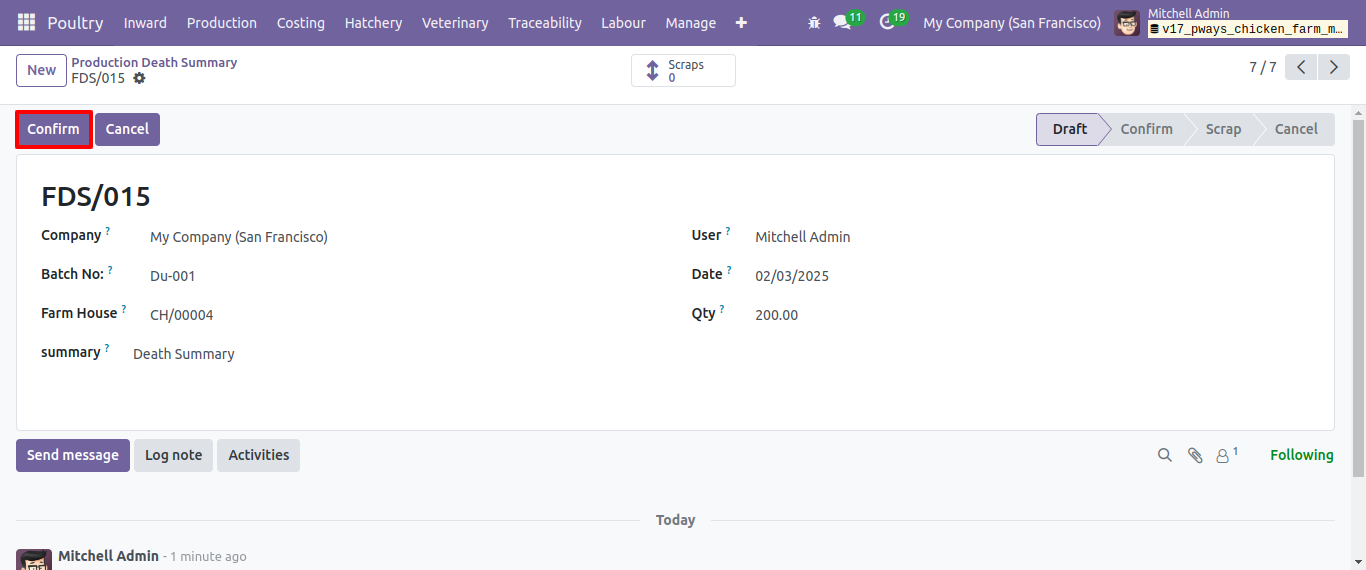 Poultry Inward Production Costing Hatchery Veterinary Traceability Labour Manage 11 19 My Company (San Francisco) Mitchell Admin
v17_pways_chicken_farm_m...
New Production Death Summary
FDS/015
Scraps
0
7 / 7
Confirm Cancel Draft Confirm Scrap Cancel
FDS/015
Company ? My Company (San Francisco) User ? Mitchell Admin
Batch No: ? Du-001 Date ? 02/03/2025
Farm House ? CH/00004 Qty ? 200.00
summary ? Death Summary
Send message Log note Activities 1 Following
Today
Mitchell Admin - 1 minute ago